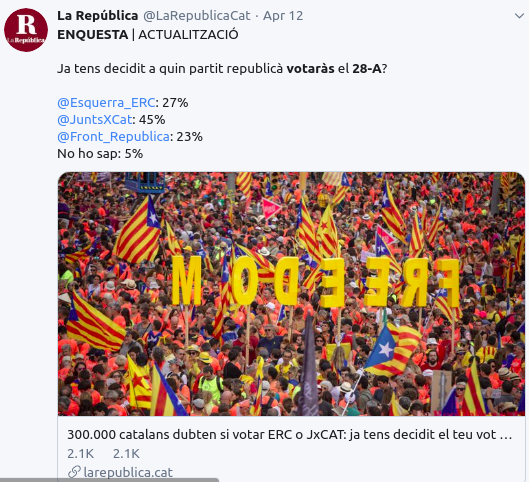 La República @LaRepublicaCat · Apr 12
R
La República
ENQUESTA | ACTUALITZACIÓ
Ja tens decidit a quin partit republicà votaràs el 28-A?
@Esquerra_ERC: 27%
@JuntsXCat: 45%
@Front_Republica: 23%
No ho sap: 5%
FREEDOM
300.000 catalans dubten si votar ERC o JxCAT: ja tens decidit el teu vot ...
2.1K 2.1K
larepublica.cat